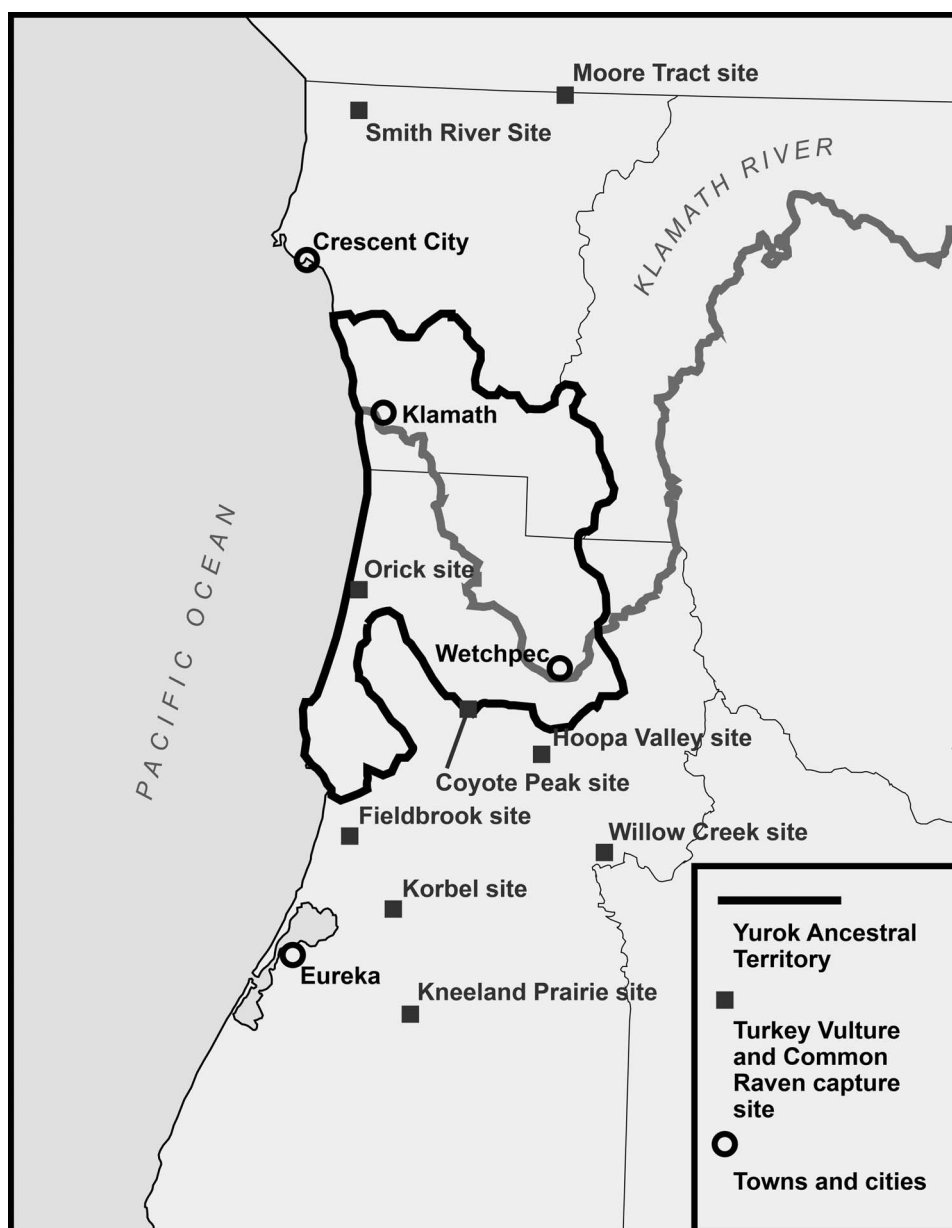 Moore Tract site
Smith River Site
KLAMATH RIVER
Crescent City
Klamath
PACIFIC OCEAN
Orick site
Wetchpec
Hoopa Valley site
Coyote Peak site
Fieldbrook site
Willow Creek site
Korbel site
Eureka
Kneeland Prairie site
Yurok Ancestral
Territory
Turkey Vulture
and Common
Raven capture
site
Towns and cities